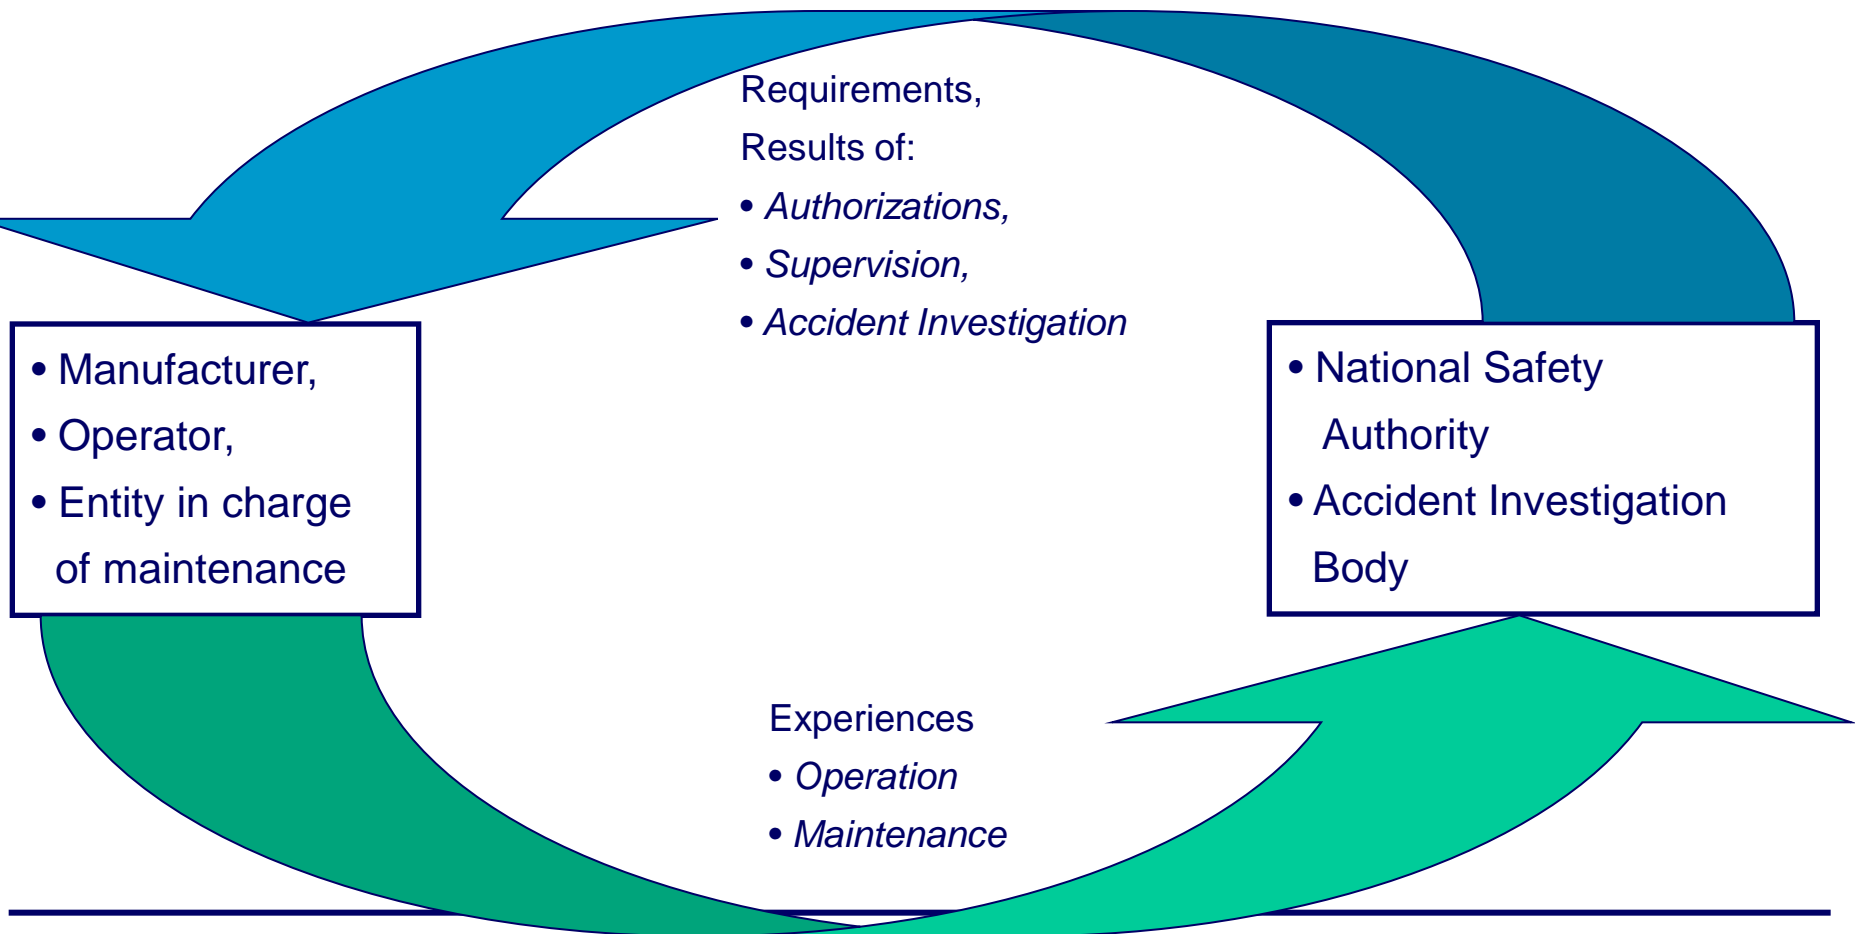 Requirements,
Results of:
• Authorizations,
• Supervision,
• Accident Investigation
• Manufacturer,
• Operator,
• Entity in charge
of maintenance
• National Safety
Authority
• Accident Investigation
Body
Experiences
• Operation
• Maintenance